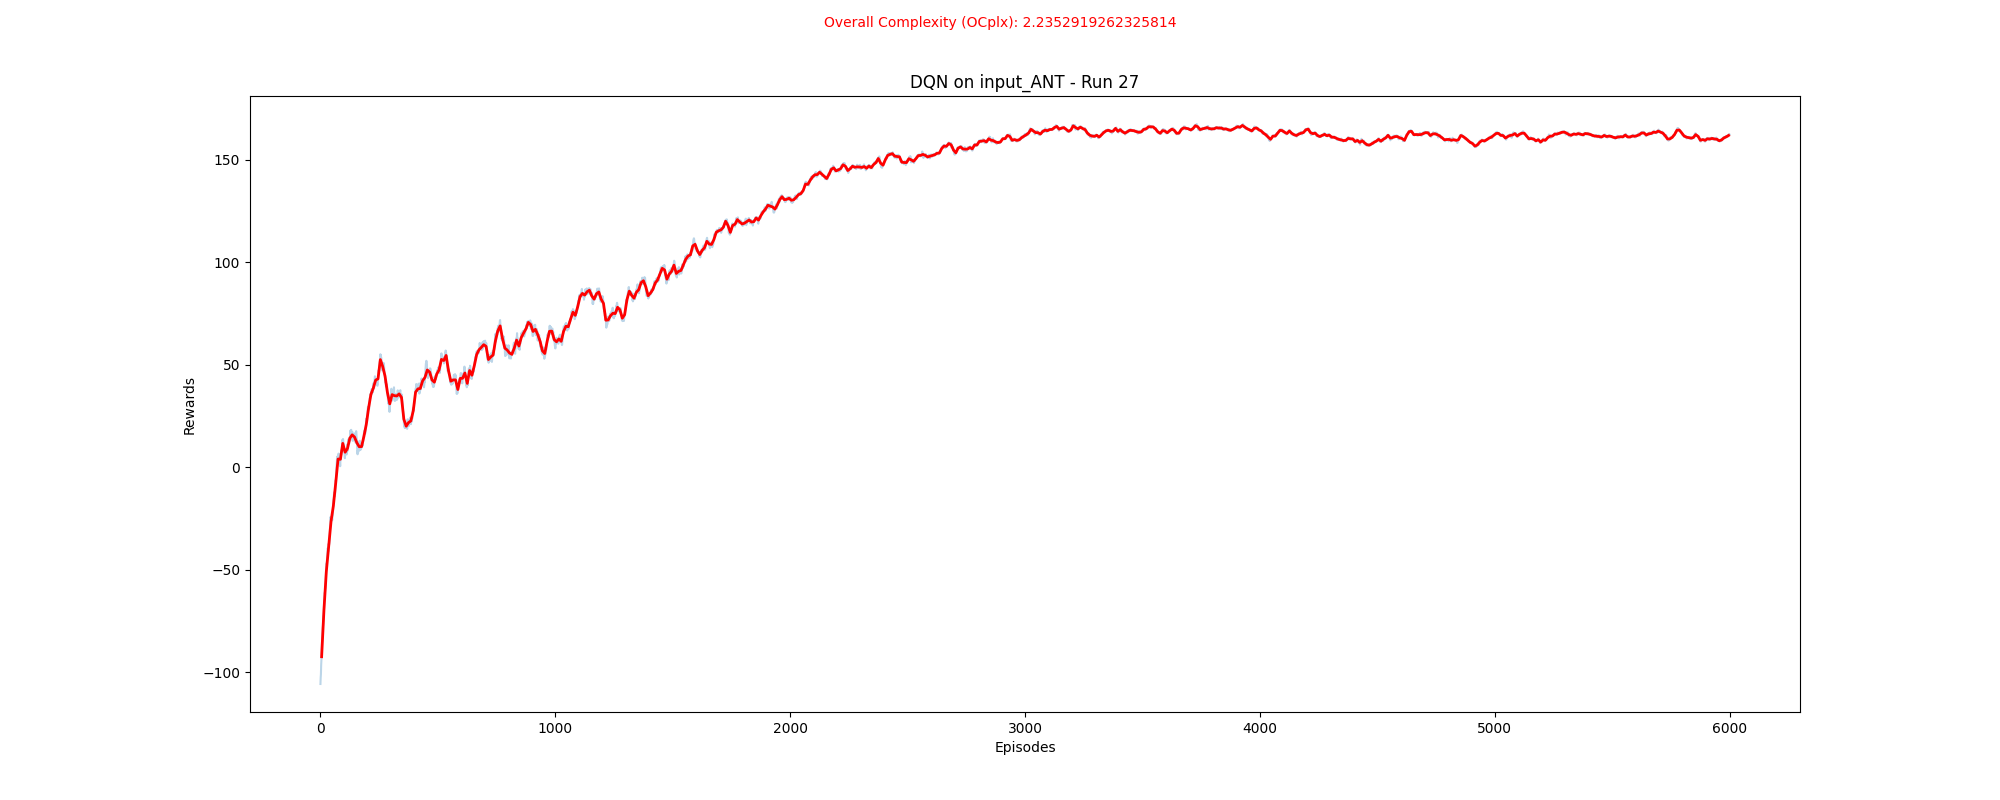 Overall Complexity (OCplx): 2.2352919262325814
DQN on input_ANT - Run 27
Rewards
150
100
50
0
−50
−100
0 1000 2000 3000 4000 5000 6000
Episodes